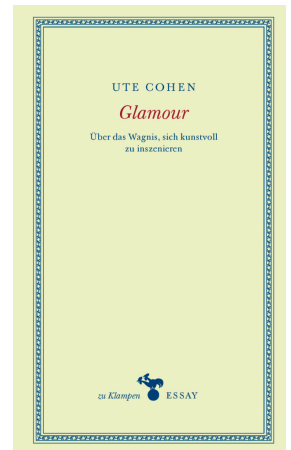 UTE COHEN
Glamour
Über das Wagnis, sich kunstvoll
zu inszenieren
zu Klampen ESSAY